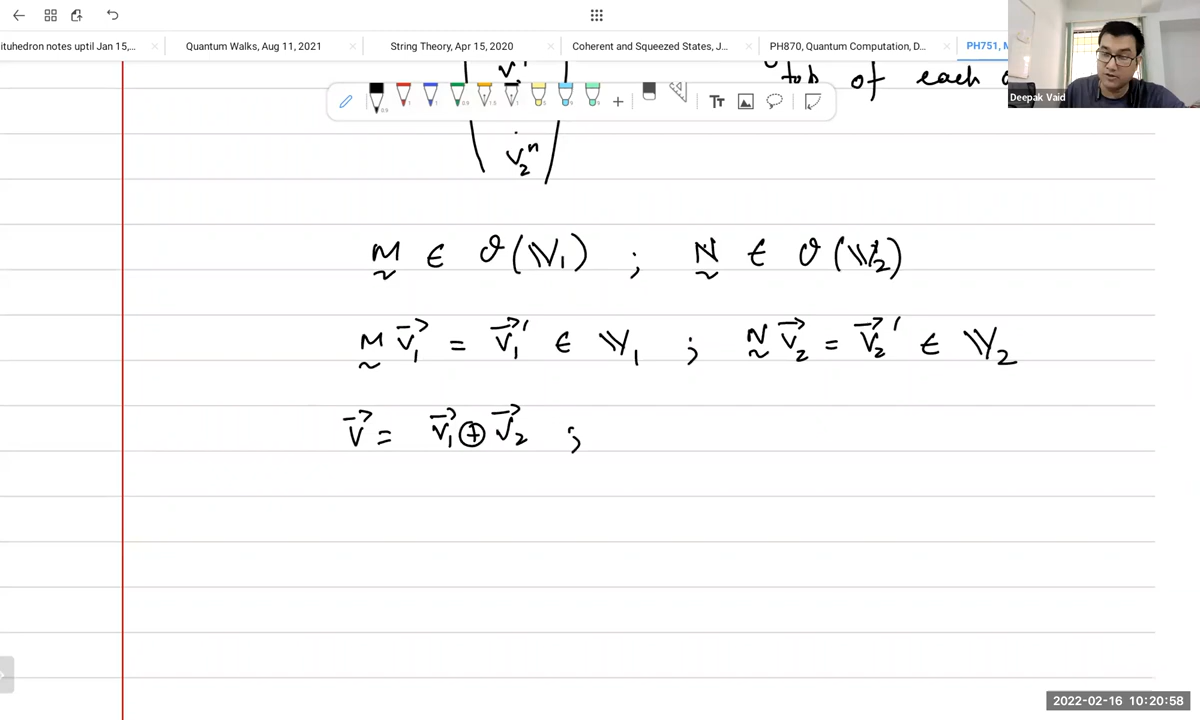 ituhedron notes uptil Jan 15,... Quantum Walks, Aug 11, 2021 String Theory, Apr 15, 2020 Coherent and Squeezed States, J... PH870, Quantum Computation, D... PH751, M
tob of each
Deepak Vaid
V₂ⁿ
M ∈ O(𝕍₁) ; N ∈ O(𝕍₂)
M V⃗₁ = V⃗₁′ ∈ 𝕍₁ ; N V⃗₂ = V⃗₂′ ∈ 𝕍₂
V⃗ = V⃗₁ ⊕ V⃗₂ ;
2022-02-16 10:20:58